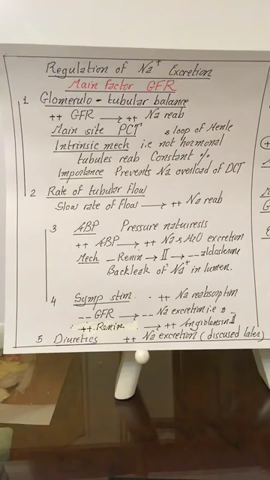 Regulation of Na+ Excretion
Main factor GFR
1 Glomerulo-tubular balance
++ GFR → ++ Na reab
Main site PCT & loop of Henle
Intrinsic mech i.e not hormonal
tubules reab Constant %
Importance Prevents Na overload of DCT
2 Rate of tubular flow
Slow rate of flow → ++ Na reab
3 ABP Pressure natruresis
++ ABP → ++ Na & H2O excretion
Mech _ Renin → II → -- aldosterone
Backleak of Na+ in lumen.
4 Symp stim. ++ Na reabsorption
-- GFR → -- Na excretion i.e
++ Renin → ++ Angiotensin II
5 Diuretics ++ Na excretion (discused later)